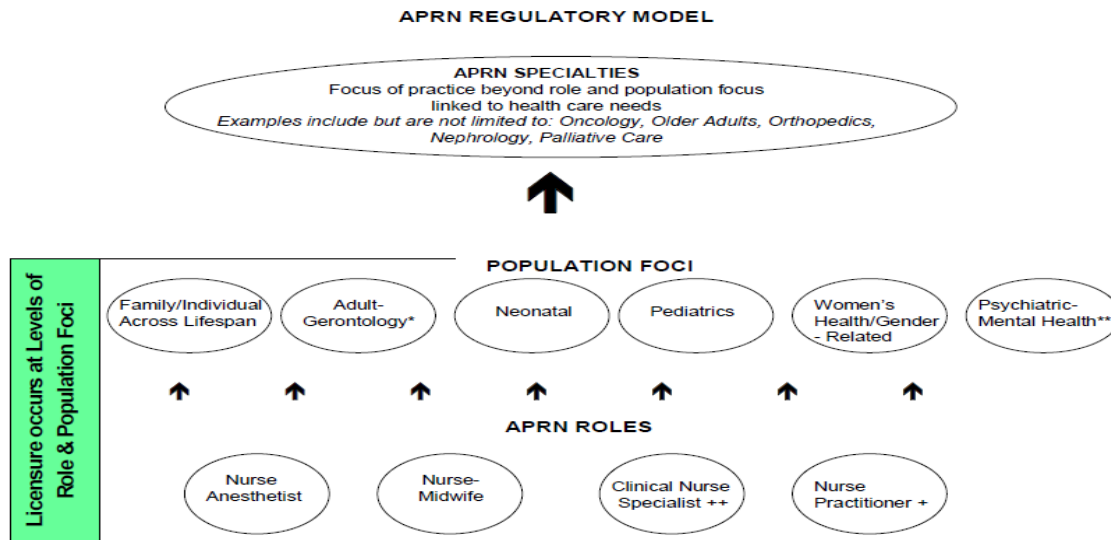 APRN REGULATORY MODEL
APRN SPECIALTIES
Focus of practice beyond role and population focus
linked to health care needs
Examples include but are not limited to: Oncology, Older Adults, Orthopedics,
Nephrology, Palliative Care
Licensure occurs at Levels of
Role & Population Foci
POPULATION FOCI
Family/Individual
Across Lifespan
Adult-
Gerontology*
Neonatal
Pediatrics
Women's
Health/Gender
- Related
Psychiatric-
Mental Health**
APRN ROLES
Nurse
Anesthetist
Nurse-
Midwife
Clinical Nurse
Specialist ++
Nurse
Practitioner +